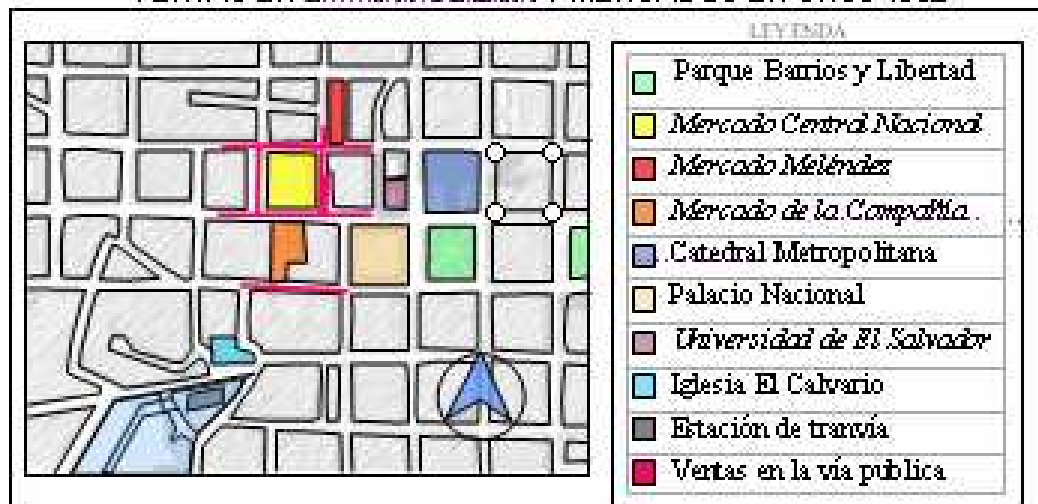 LEYENDA
Parque Barrios y Libertad
Mercado Central Nacional
Mercado Meléndez
Mercado de la Compañia
Catedral Metropolitana
Palacio Nacional
Universidad de El Salvador
Iglesia El Calvario
Estación de tranvía
Ventas en la vía publica